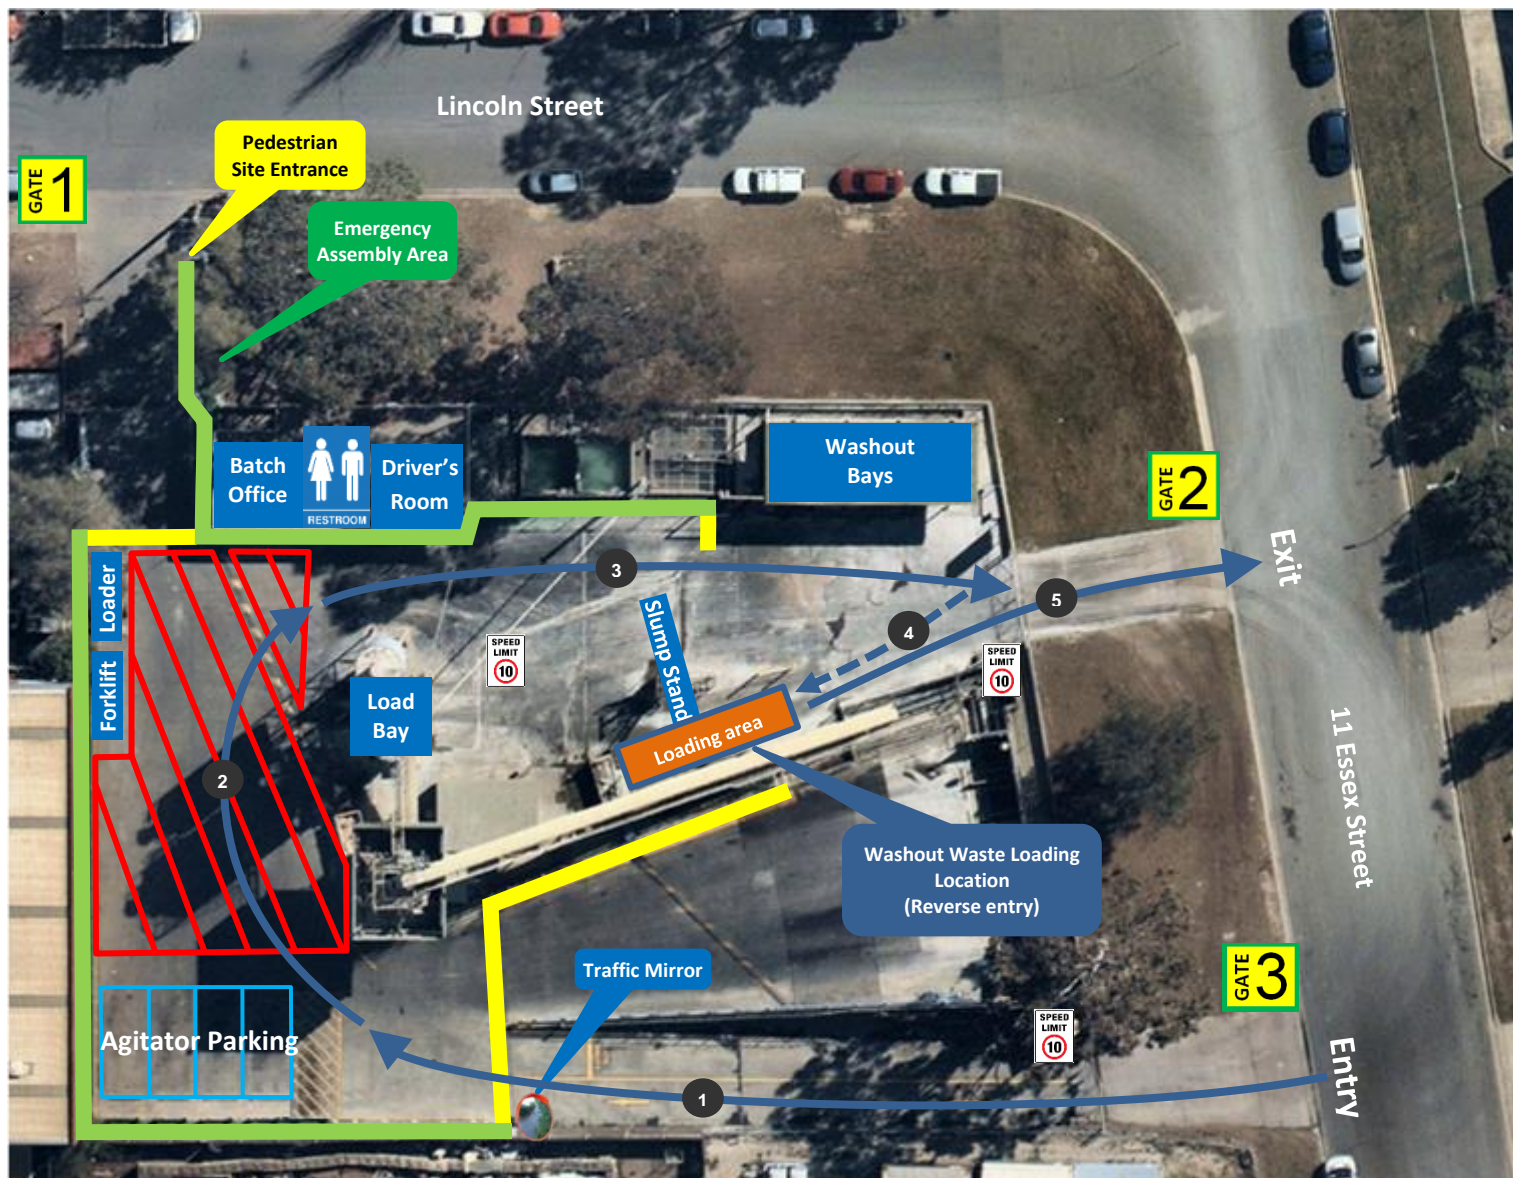 Lincoln Street
Pedestrian
Site Entrance
GATE 1
Emergency
Assembly Area
Batch
Office
RESTROOM
Driver's
Room
Washout
Bays
GATE 2
Exit
Loader
Forklift
3
Slump Stand
4
5
SPEED
LIMIT
10
SPEED
LIMIT
10
Load
Bay
Loading area
2
11 Essex Street
Washout Waste Loading
Location
(Reverse entry)
Traffic Mirror
GATE 3
SPEED
LIMIT
10
Agitator Parking
1
Entry